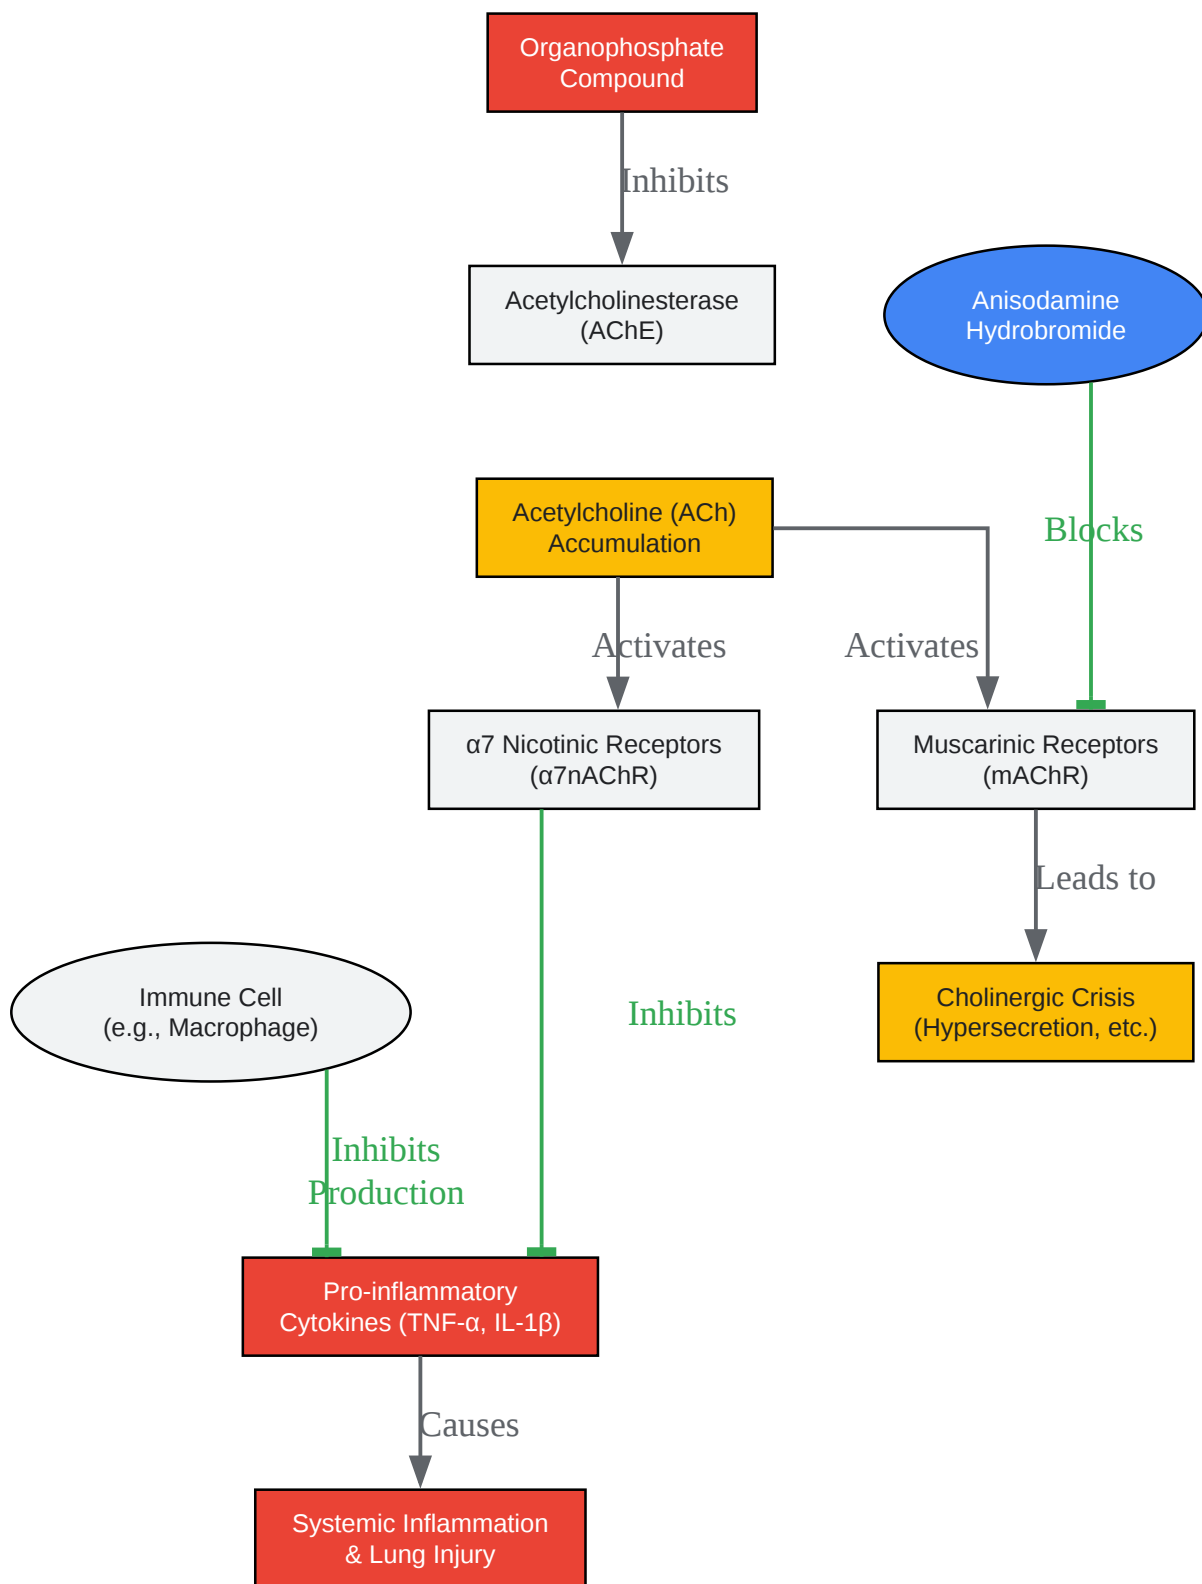 Organophosphate
Compound
Inhibits
Acetylcholinesterase
(AChE)
Anisodamine
Hydrobromide
Acetylcholine (ACh)
Accumulation
Blocks
Activates
Activates
α7 Nicotinic Receptors
(α7nAChR)
Muscarinic Receptors
(mAChR)
Leads to
Immune Cell
(e.g., Macrophage)
Inhibits
Cholinergic Crisis
(Hypersecretion, etc.)
Inhibits
Production
Pro-inflammatory
Cytokines (TNF-α, IL-1β)
Causes
Systemic Inflammation
& Lung Injury